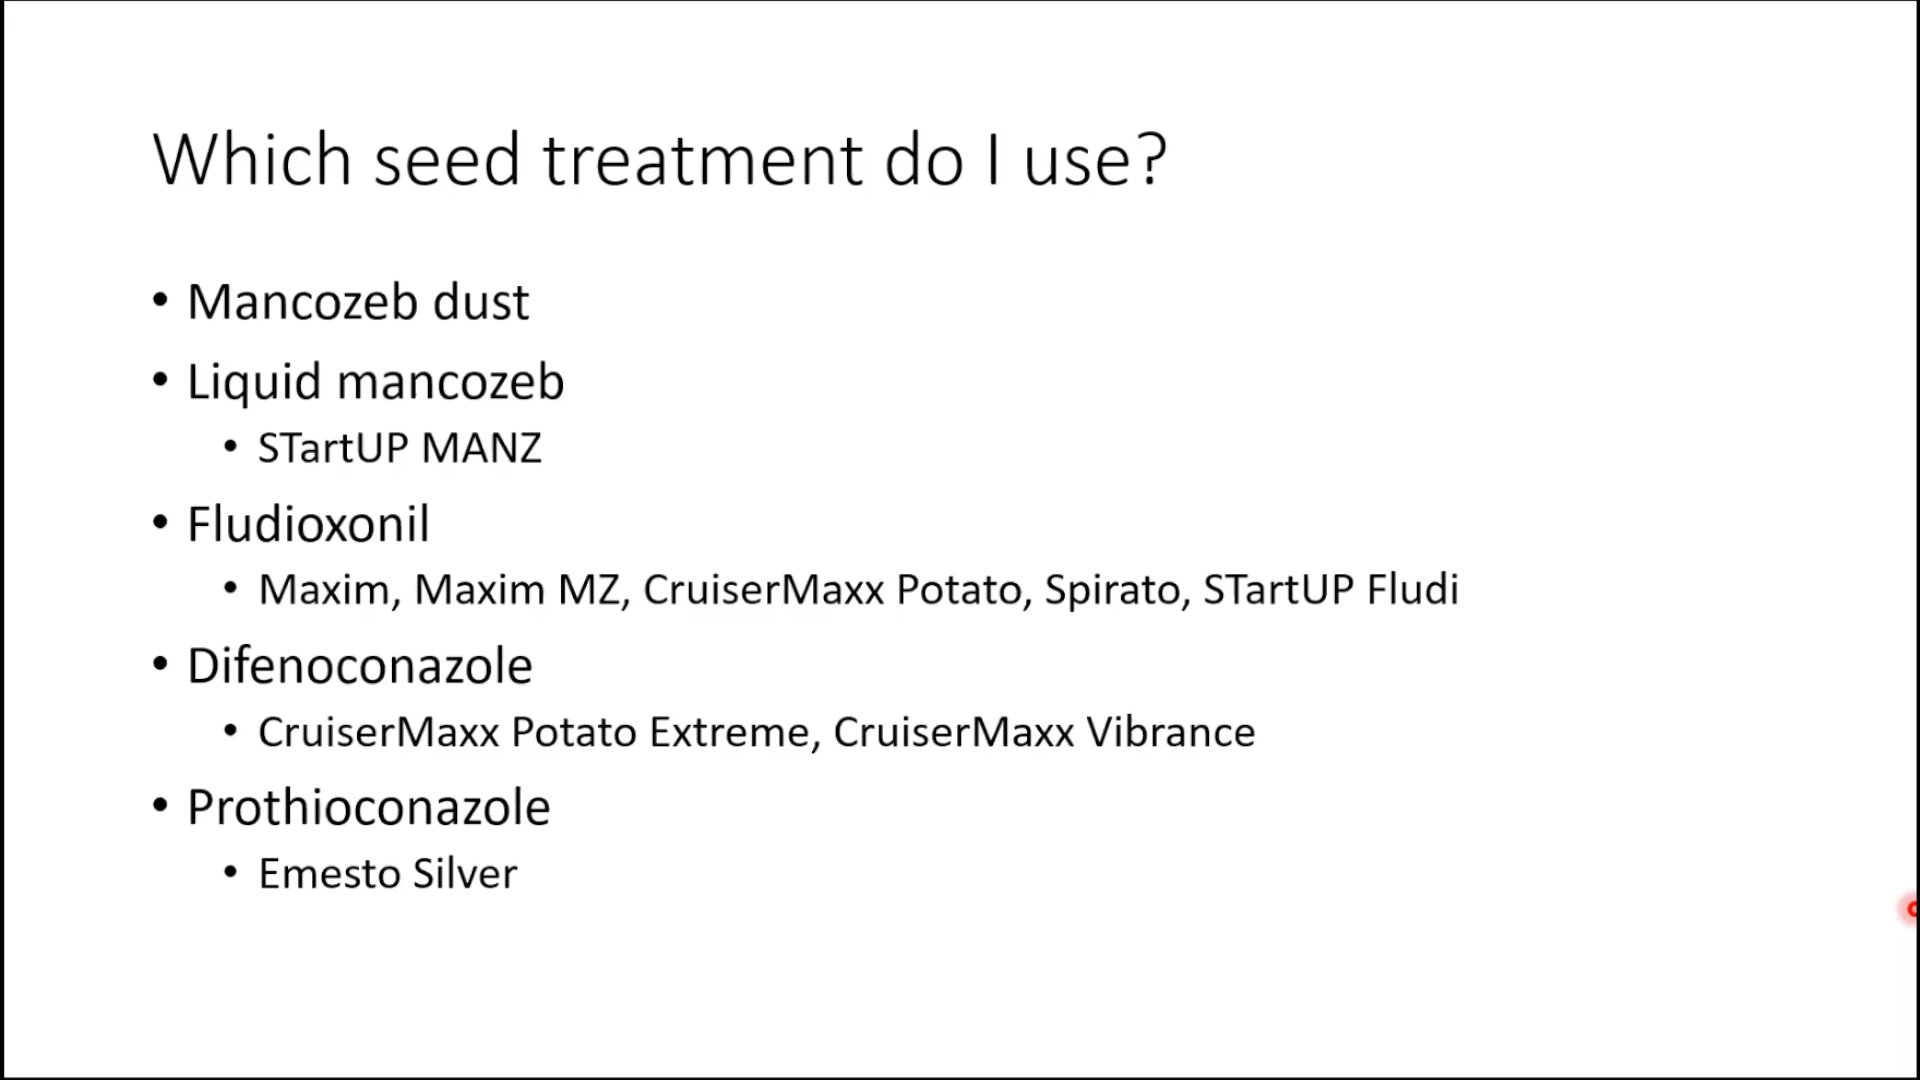 Which seed treatment do I use?
• Mancozeb dust
• Liquid mancozeb
• STartUP MANZ
• Fludioxonil
• Maxim, Maxim MZ, CruiserMaxx Potato, Spirato, STartUP Fludi
• Difenoconazole
• CruiserMaxx Potato Extreme, CruiserMaxx Vibrance
• Prothioconazole
• Emesto Silver